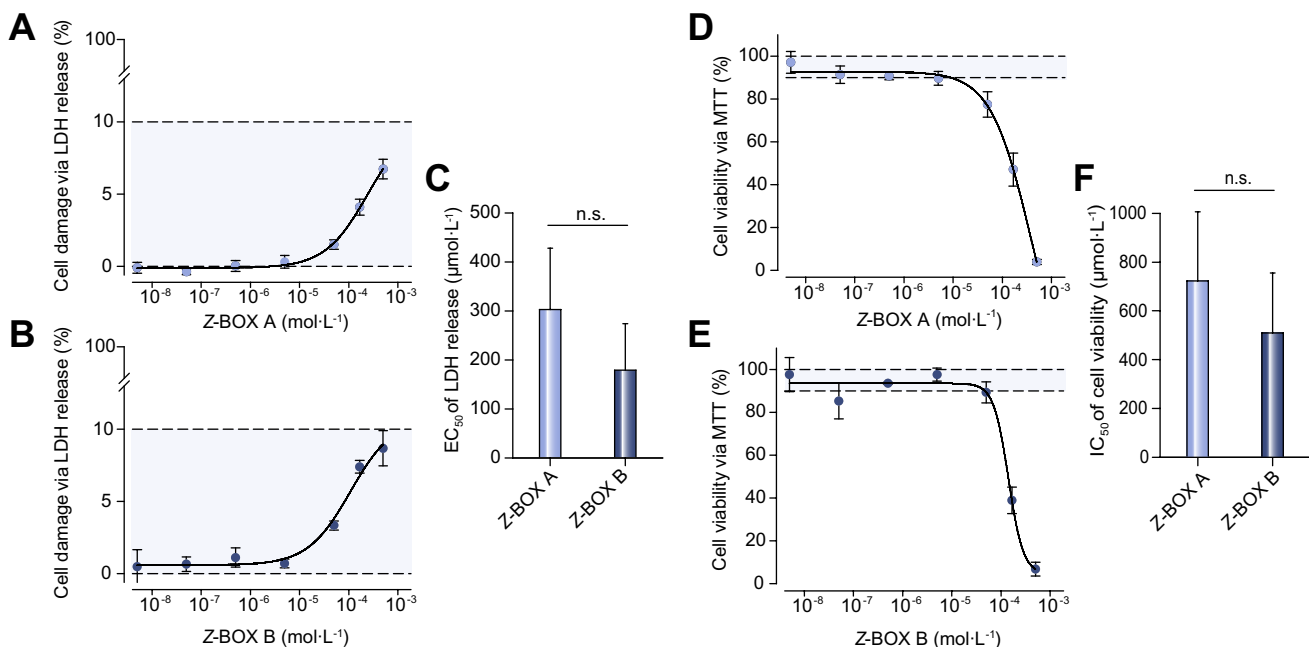 A
Cell damage via LDH release (%)
100
10
5
0
10⁻⁸ 10⁻⁷ 10⁻⁶ 10⁻⁵ 10⁻⁴ 10⁻³
Z-BOX A (mol·L⁻¹)
B
Cell damage via LDH release (%)
100
10
5
0
10⁻⁸ 10⁻⁷ 10⁻⁶ 10⁻⁵ 10⁻⁴ 10⁻³
Z-BOX B (mol·L⁻¹)
C
EC₅₀ of LDH release (µmol·L⁻¹)
n.s.
500
400
300
200
100
0
Z-BOX A
Z-BOX B
D
Cell viability via MTT (%)
100
80
60
40
20
0
10⁻⁸ 10⁻⁷ 10⁻⁶ 10⁻⁵ 10⁻⁴ 10⁻³
Z-BOX A (mol·L⁻¹)
E
Cell viability via MTT (%)
100
80
60
40
20
0
10⁻⁸ 10⁻⁷ 10⁻⁶ 10⁻⁵ 10⁻⁴ 10⁻³
Z-BOX B (mol·L⁻¹)
F
IC₅₀ of cell viability (µmol·L⁻¹)
n.s.
1000
800
600
400
200
0
Z-BOX A
Z-BOX B